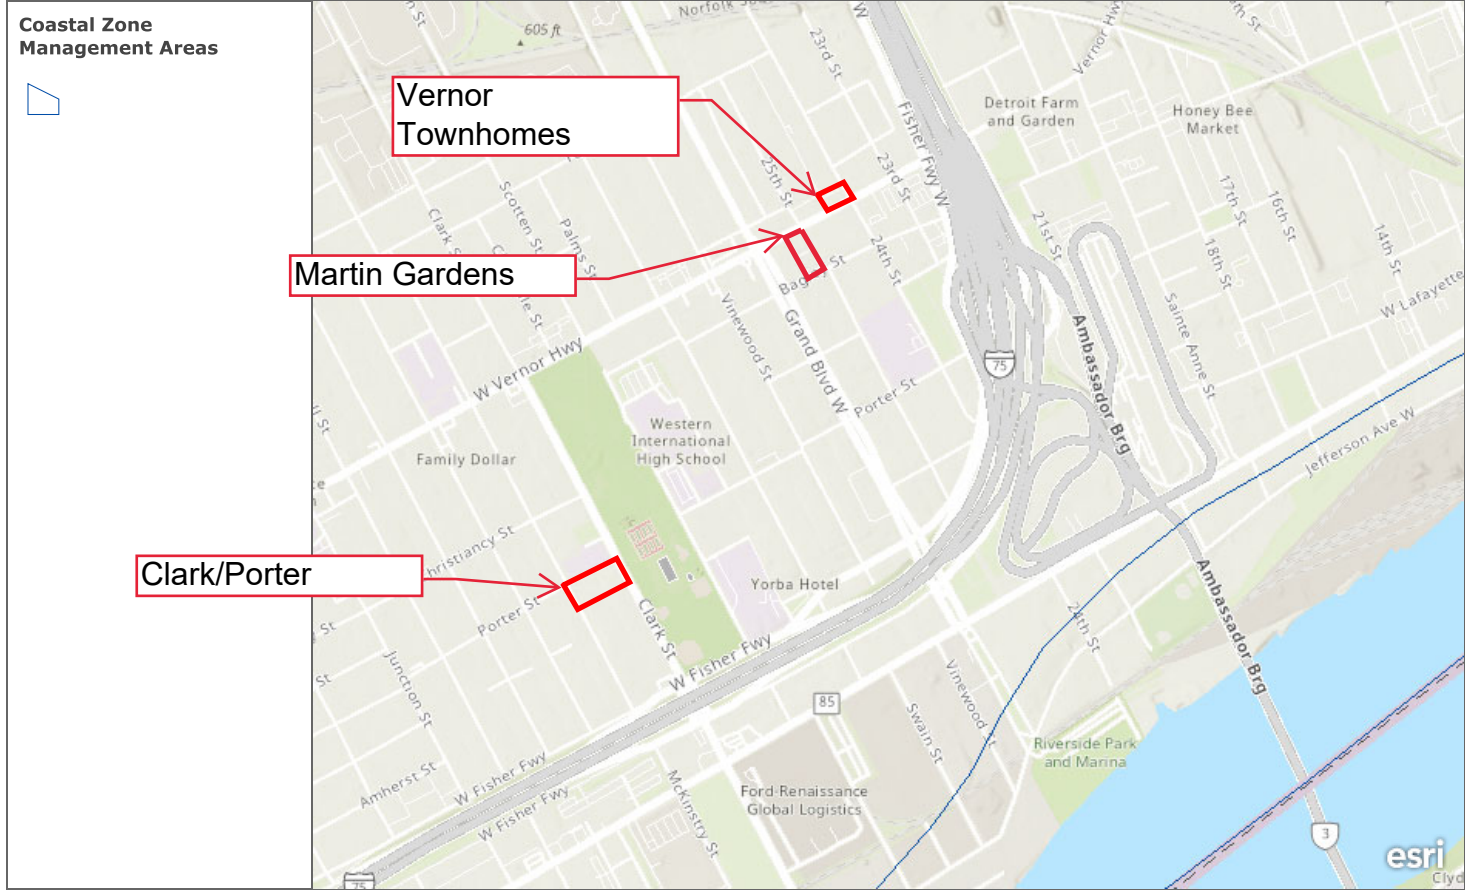 Coastal Zone
Management Areas
605 ft
Vernor
Townhomes
Martin Gardens
Clark/Porter
23rd St
Fisher Fwy W
Vernor Hwy
Detroit Farm
and Garden
Honey Bee
Market
25th St
23rd St
24th St
21st St
17th St
16th St
18th St
14th St
W Lafayette
Scotten St
Clark S
Palms St
Vinewood St
Grand Blvd W
Porter St
75
Ambassador Brg
Sainte Anne St
Jefferson Ave W
W Vernor Hwy
Western
International
High School
Family Dollar
hristiancy St
Porter St
Clark St
Yorba Hotel
W Fisher Fwy
Ambassador Brg
24th St
Junction St
85
Swain St
Vinewood St
Riverside Park
and Marina
Amherst St
W Fisher Fwy
W Fisher Fwy
McKinstry St
Ford-Renaissance
Global Logistics
75
3
esri
Clyd